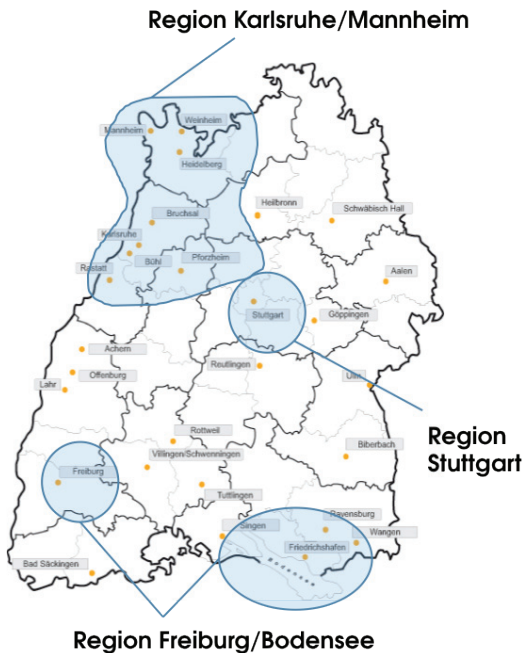 Region Karlsruhe/Mannheim
Weinheim
Mannheim
Heidelberg
Heilbronn
Schwäbisch Hall
Bruchsal
Karlsruhe
Bühl
Pforzheim
Rastatt
Aalen
Stuttgart
Göppingen
Achern
Reutlingen
Offenburg
Lahr
Ulm
Region
Stuttgart
Rottweil
Biberbach
Villingen/Schwenningen
Freiburg
Tuttlingen
Ravensburg
Singen
Wangen
Friedrichshafen
Bad Säckingen
Region Freiburg/Bodensee